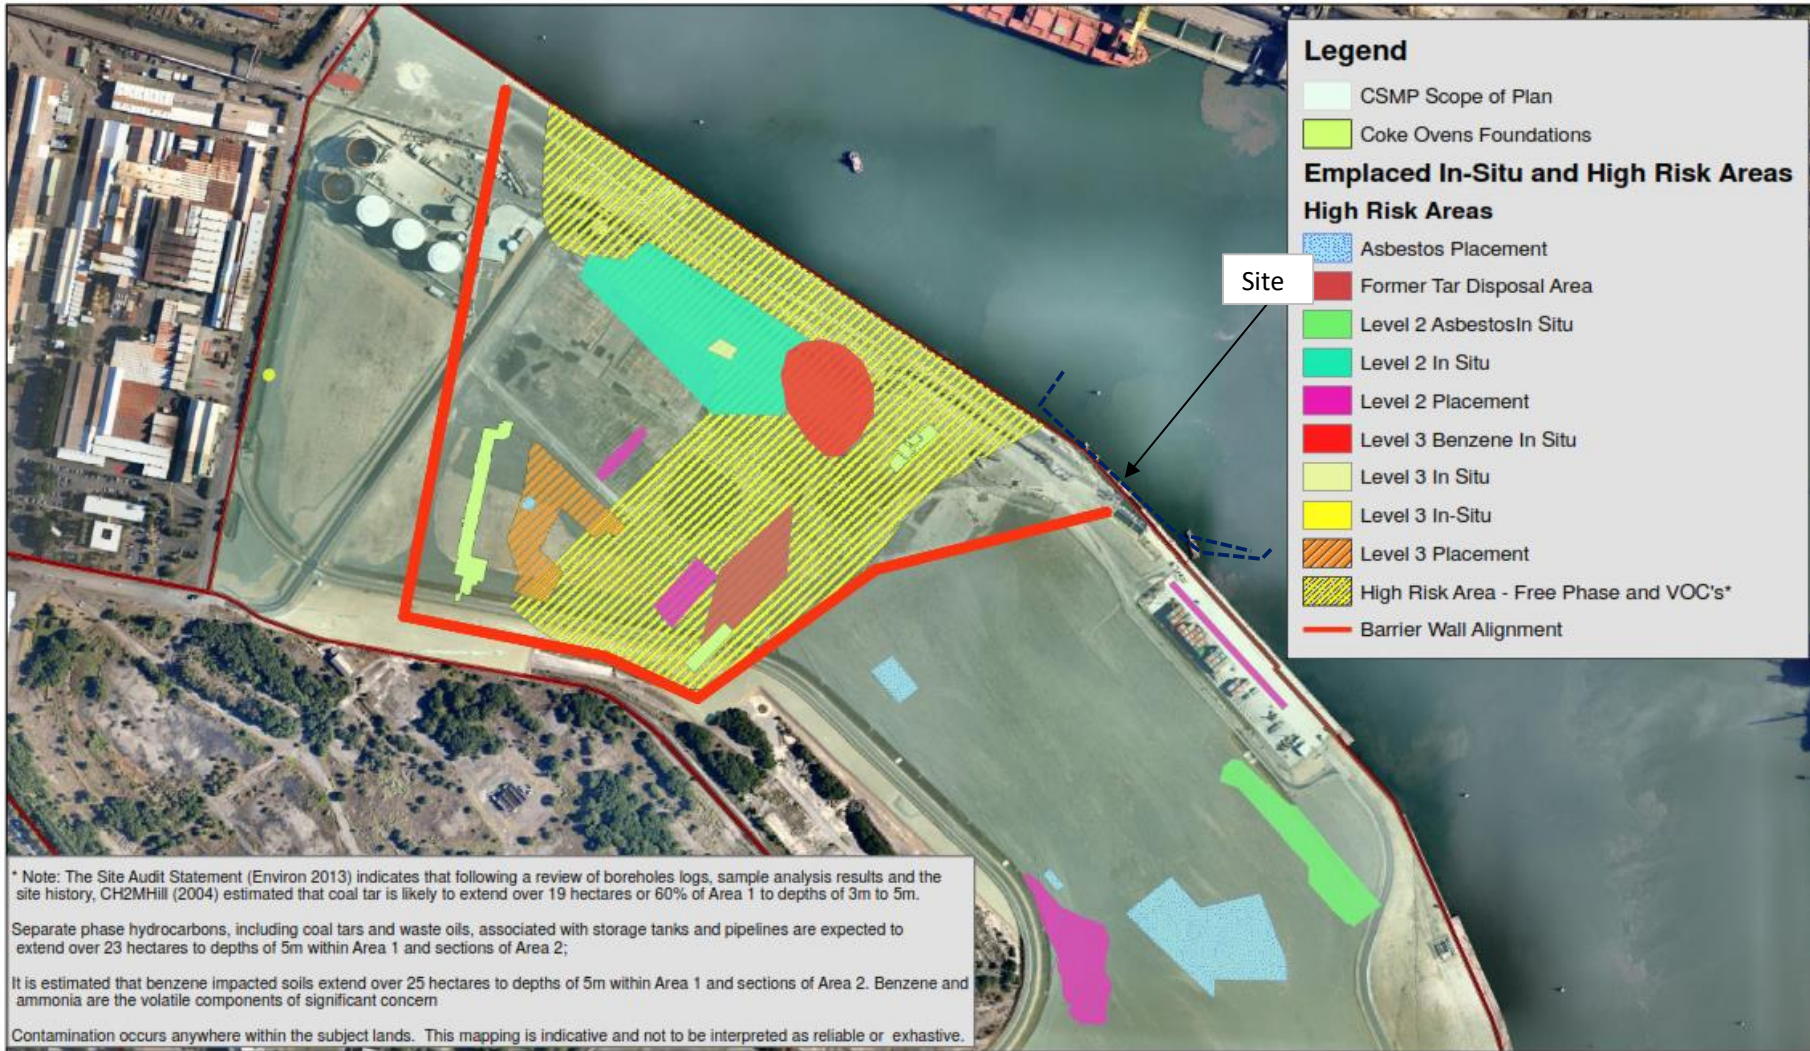 Legend
CSMP Scope of Plan
Coke Ovens Foundations
Emplaced In-Situ and High Risk Areas
High Risk Areas
Asbestos Placement
Former Tar Disposal Area
Level 2 AsbestosIn Situ
Level 2 In Situ
Level 2 Placement
Level 3 Benzene In Situ
Level 3 In Situ
Level 3 In-Situ
Level 3 Placement
High Risk Area - Free Phase and VOC's*
Barrier Wall Alignment
Site
* Note: The Site Audit Statement (Environ 2013) indicates that following a review of boreholes logs, sample analysis results and the
site history, CH2MHill (2004) estimated that coal tar is likely to extend over 19 hectares or 60% of Area 1 to depths of 3m to 5m.
Separate phase hydrocarbons, including coal tars and waste oils, associated with storage tanks and pipelines are expected to
extend over 23 hectares to depths of 5m within Area 1 and sections of Area 2;
It is estimated that benzene impacted soils extend over 25 hectares to depths of 5m within Area 1 and sections of Area 2. Benzene and
ammonia are the volatile components of significant concern
Contamination occurs anywhere within the subject lands. This mapping is indicative and not to be interpreted as reliable or exhastive.